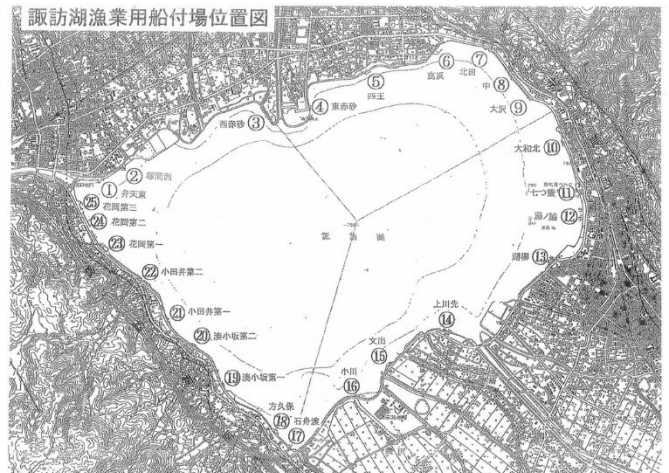 諏訪湖漁業用船付場位置図
① 弁天東
② 塚間西
③ 西赤砂
④ 東赤砂
⑤ 四王
⑥ 高浜
⑦ 北田
⑧ 中
⑨ 大沢
⑩ 大和北
⑪ 七つ釜
⑫ 湯ノ脇
⑬ 湖柳
⑭ 上川先
⑮ 文出
⑯ 小川
⑰ 石舟渡
⑱ 方久保
⑲ 湊小坂第一
⑳ 湊小坂第二
㉑ 小田井第一
㉒ 小田井第二
㉓ 花岡第一
㉔ 花岡第二
㉕ 花岡第三
諏訪湖